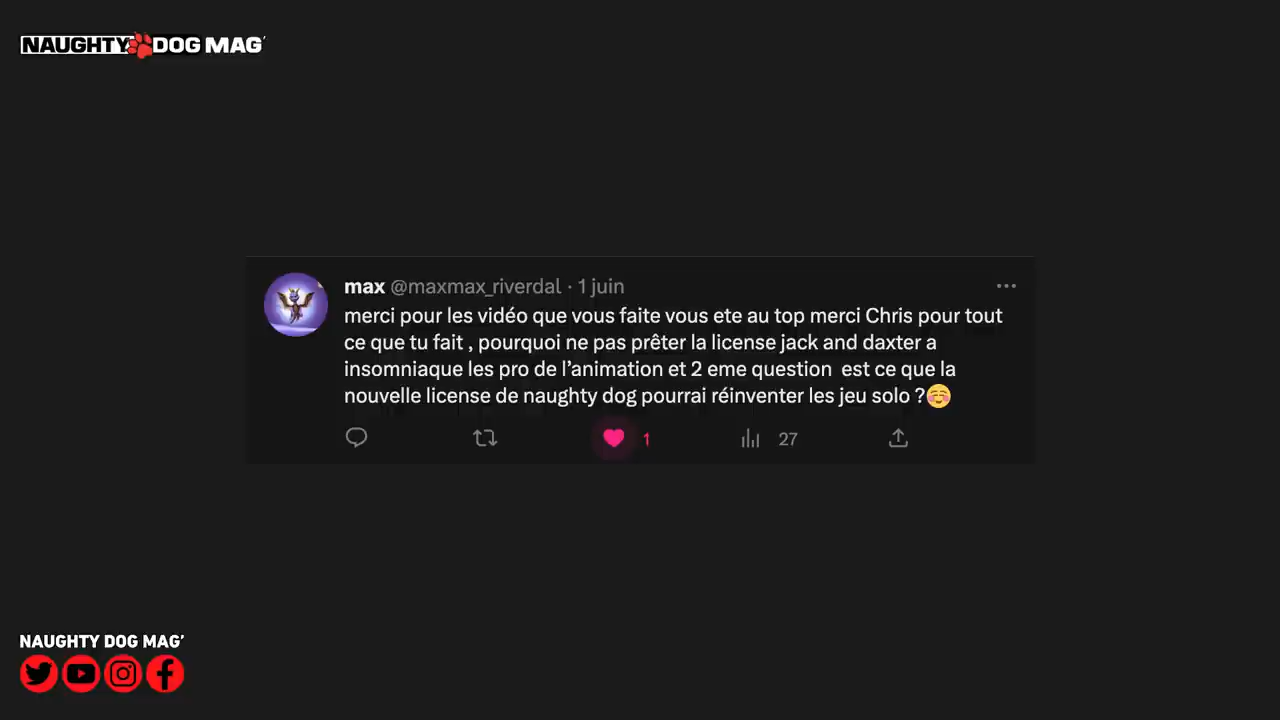 NAUGHTY DOG MAG'
max @maxmax_riverdal · 1 juin
merci pour les vidéo que vous faite vous ete au top merci Chris pour tout
ce que tu fait , pourquoi ne pas prêter la license jack and daxter a
insomniaque les pro de l’animation et 2 eme question est ce que la
nouvelle license de naughty dog pourrai réinventer les jeu solo ?☺️
1 27
NAUGHTY DOG MAG'